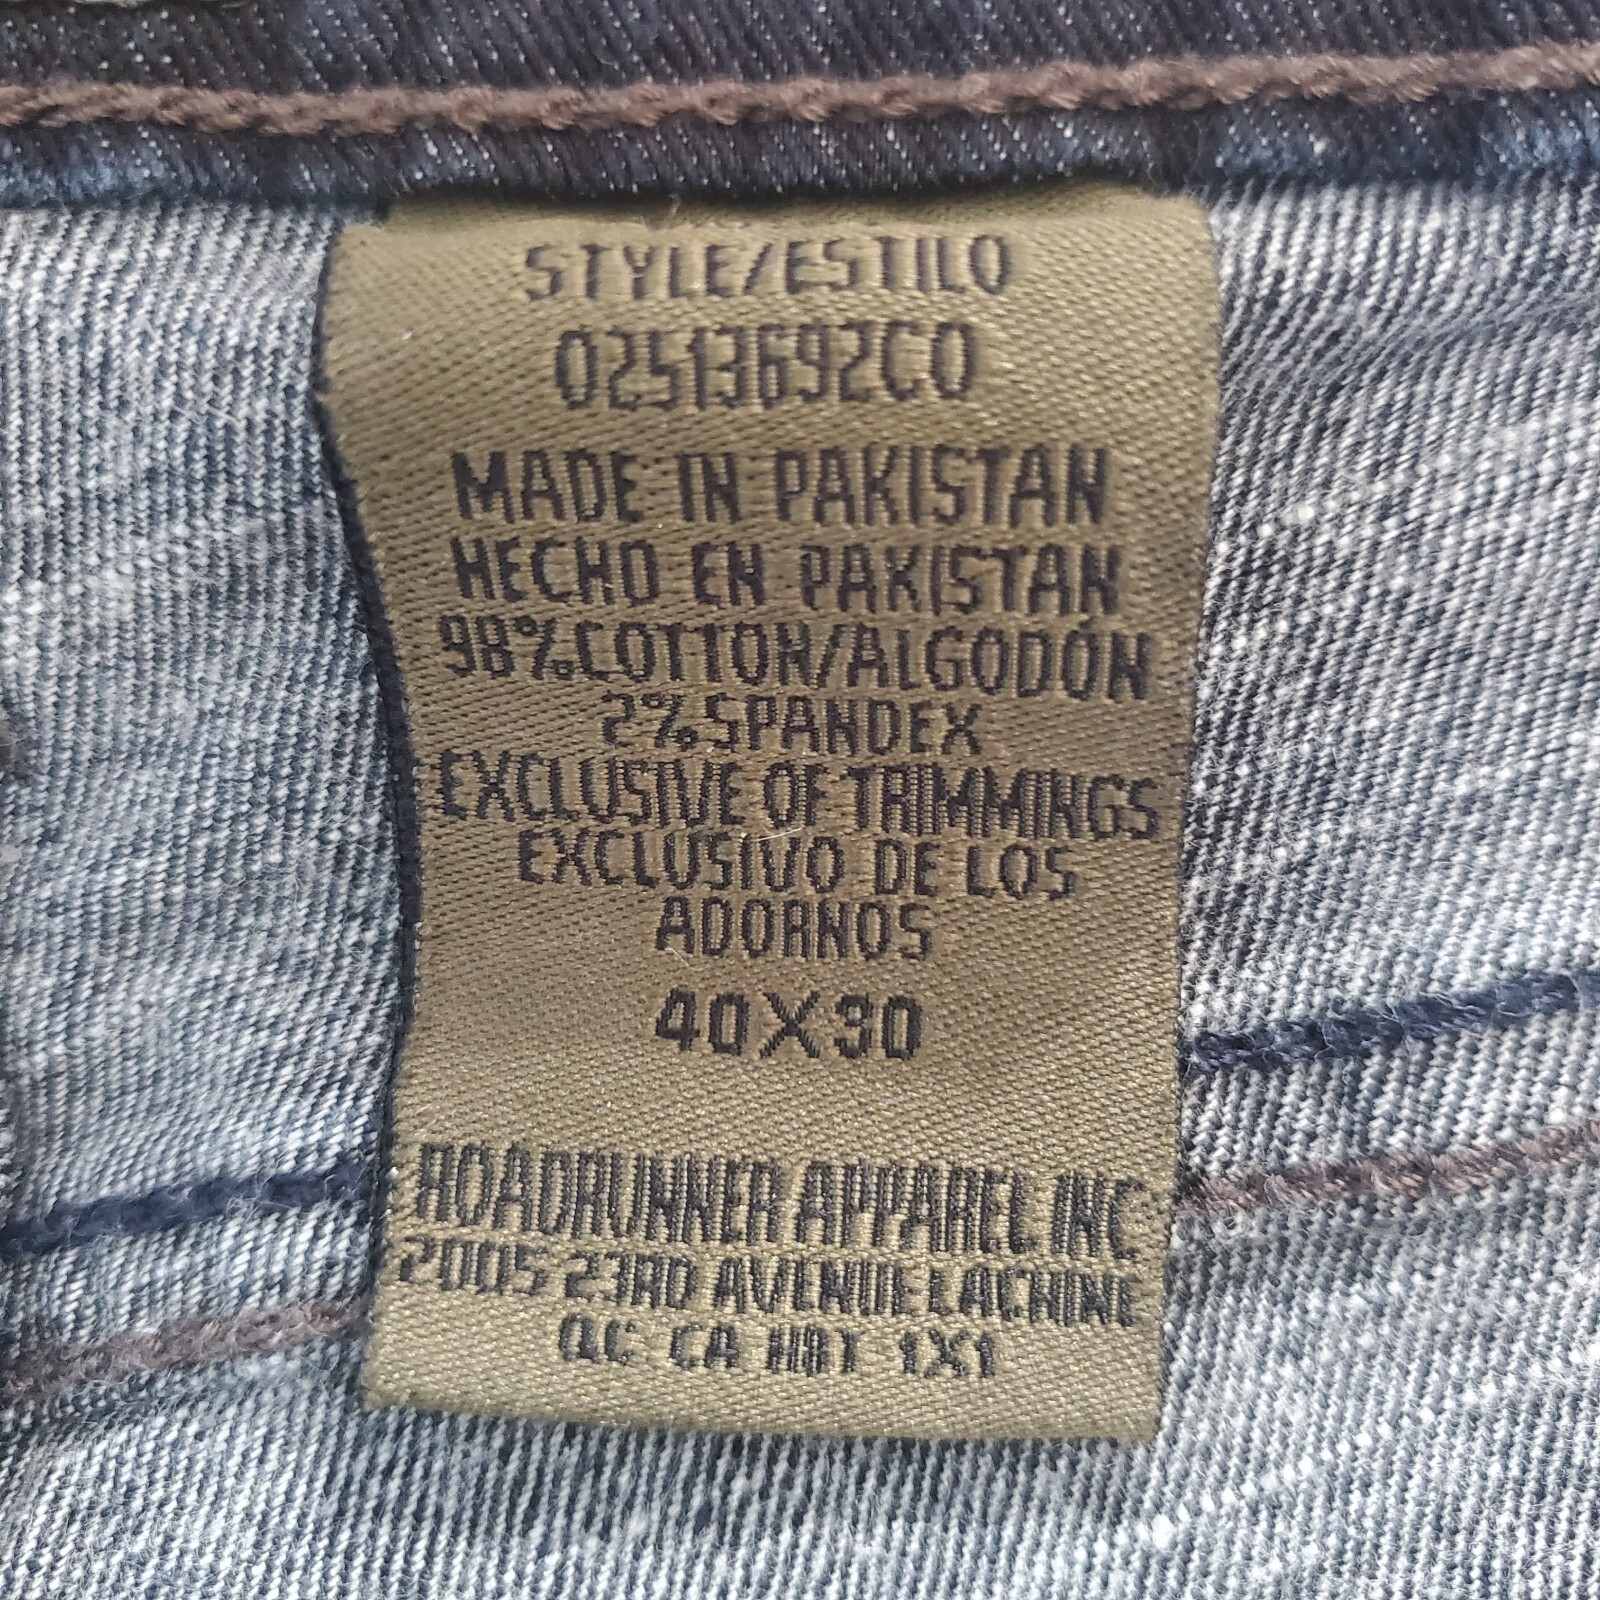 STYLE/ESTILO
02513692CO
MADE IN PAKISTAN
HECHO EN PAKISTAN
98%COTTON/ALGODÓN
2%SPANDEX
EXCLUSIVE OF TRIMMINGS
EXCLUSIVO DE LOS
ADORNOS
40X30
ROADRUNNER APPAREL INC
2005 23RD AVENUE LACHINE
QC CA H8T 1X1